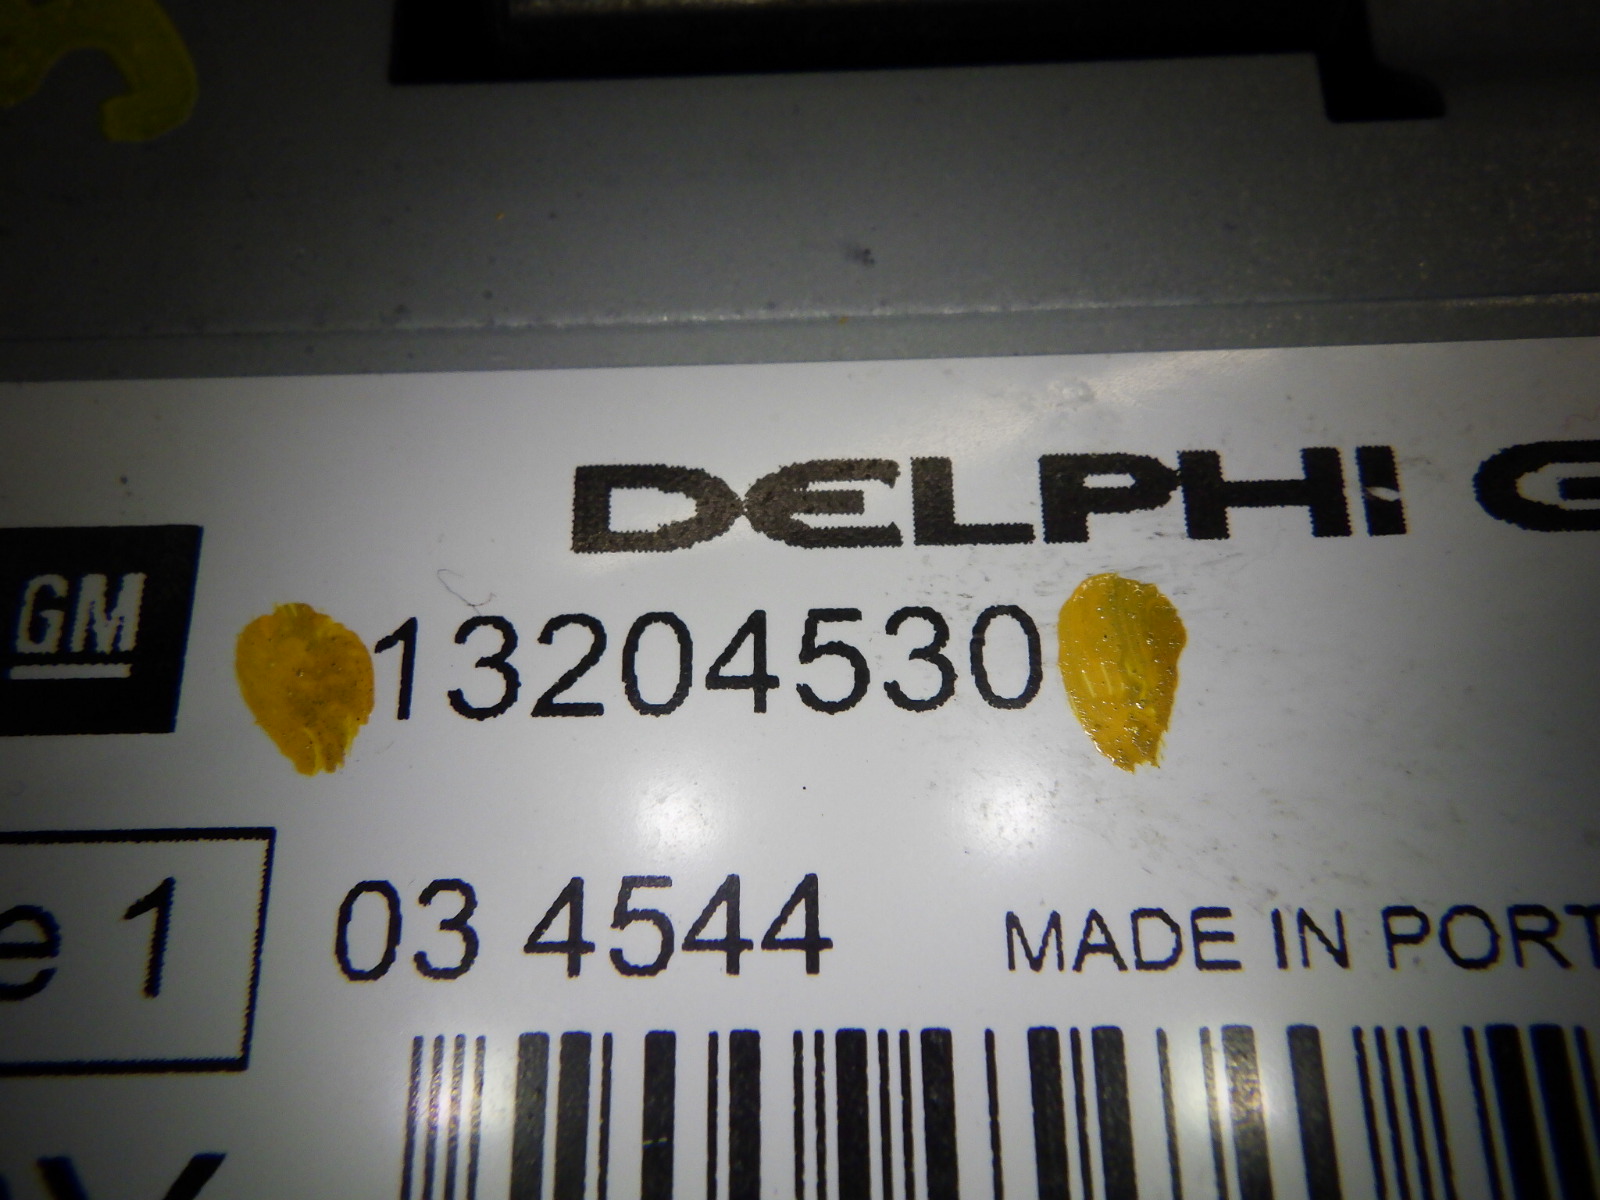 DELPHI
GM
13204530
e 1
03 4544
MADE IN PORT